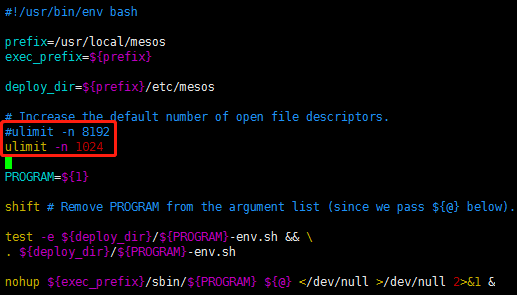 #!/usr/bin/env bash
prefix=/usr/local/mesos
exec_prefix=${prefix}
deploy_dir=${prefix}/etc/mesos
# Increase the default number of open file descriptors.
#ulimit -n 8192
ulimit -n 1024
PROGRAM=${1}
shift # Remove PROGRAM from the argument list (since we pass ${@} below).
test -e ${deploy_dir}/${PROGRAM}-env.sh && \
. ${deploy_dir}/${PROGRAM}-env.sh
nohup ${exec_prefix}/sbin/${PROGRAM} ${@} </dev/null >/dev/null 2>&1 &